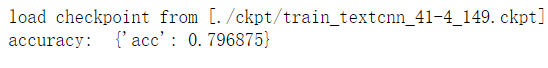 load checkpoint from [./ckpt/train_textcnn_41-4_149.ckpt]
accuracy:  {'acc': 0.796875}